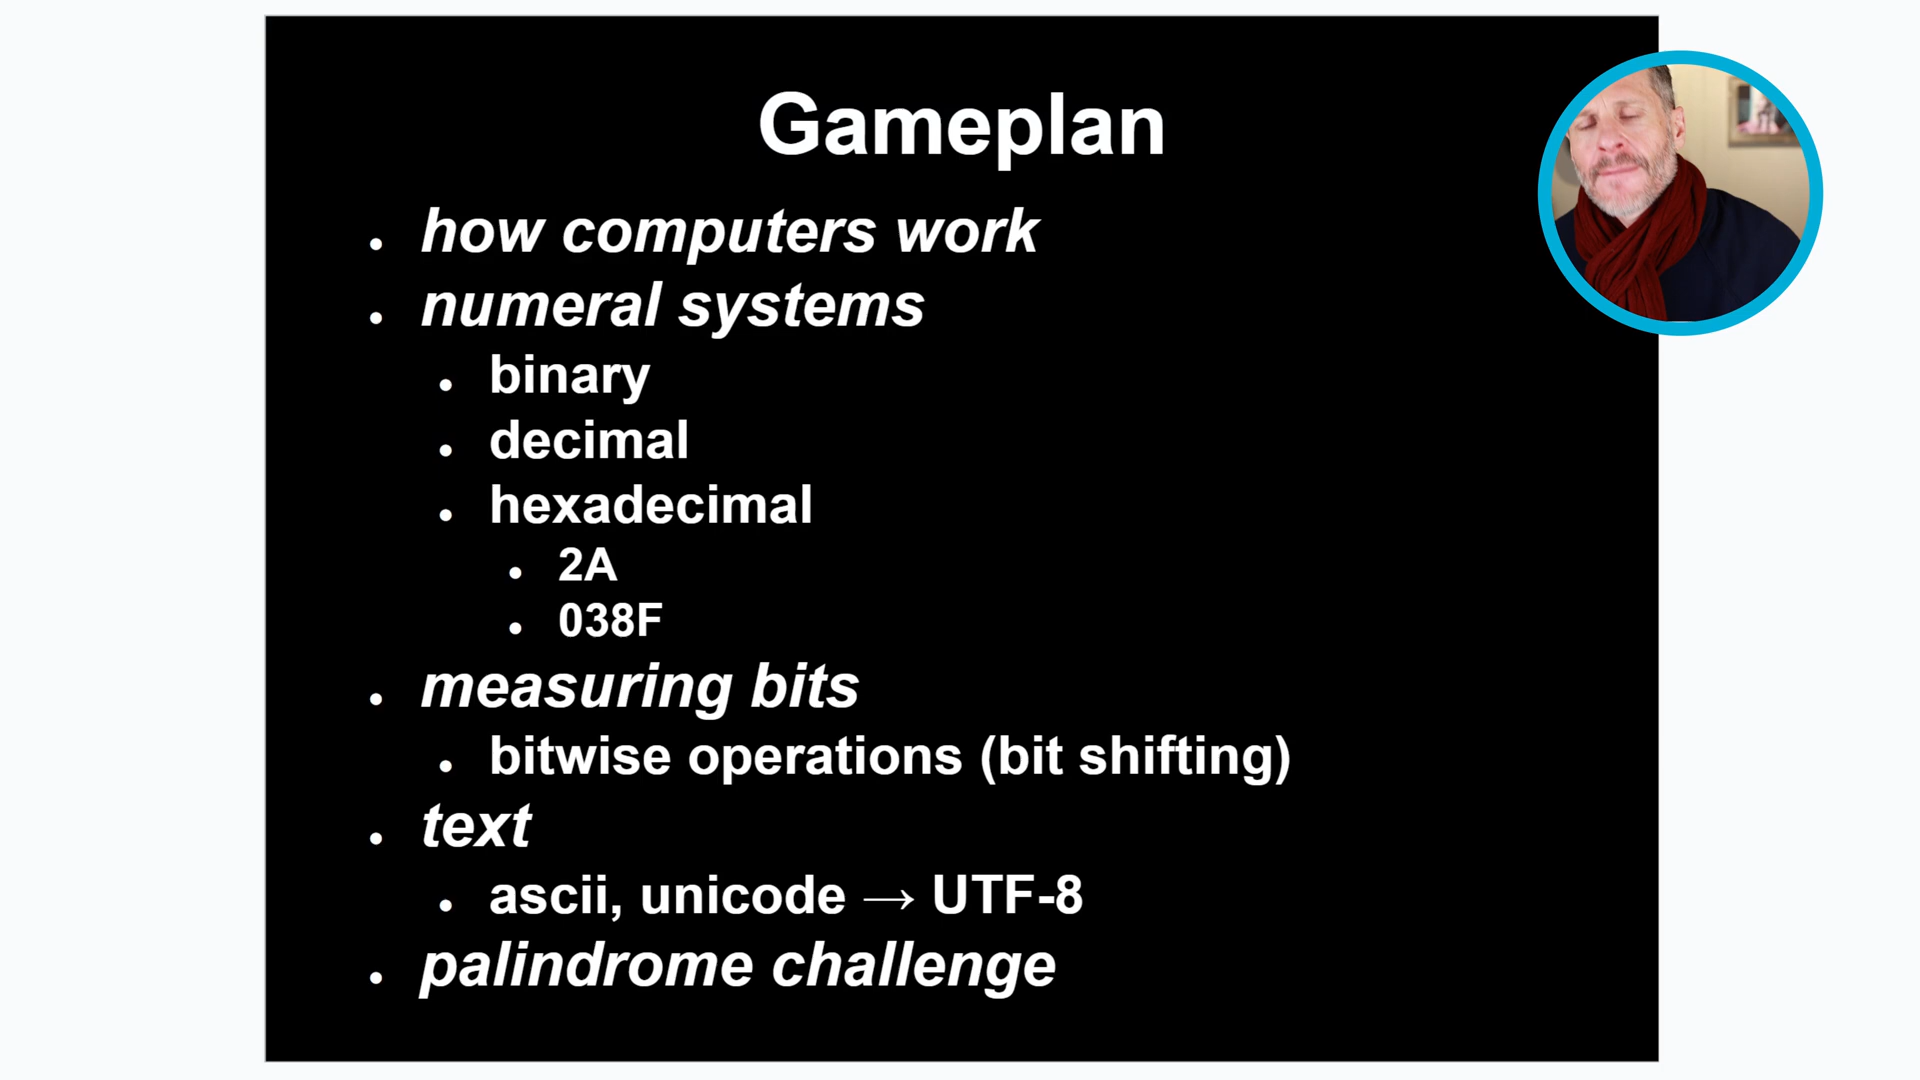 Gameplan
how computers work
numeral systems
binary
decimal
hexadecimal
2A
038F
measuring bits
bitwise operations (bit shifting)
text
ascii, unicode → UTF-8
palindrome challenge